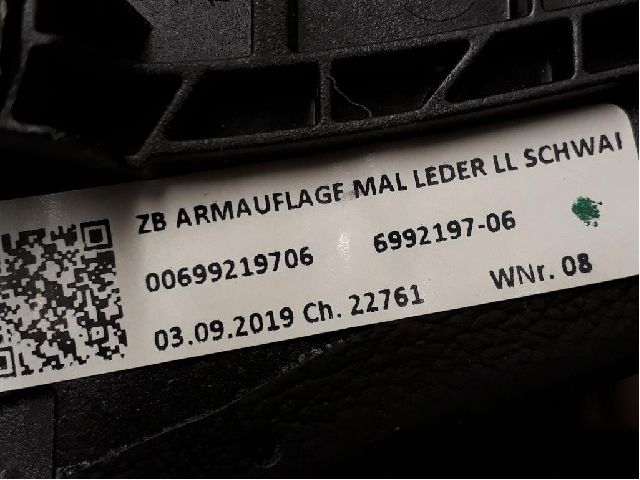 ZB ARMAUFLAGE MAL LEDER LL SCHWAI
00699219706 6992197-06
03.09.2019 Ch. 22761 WNr. 08